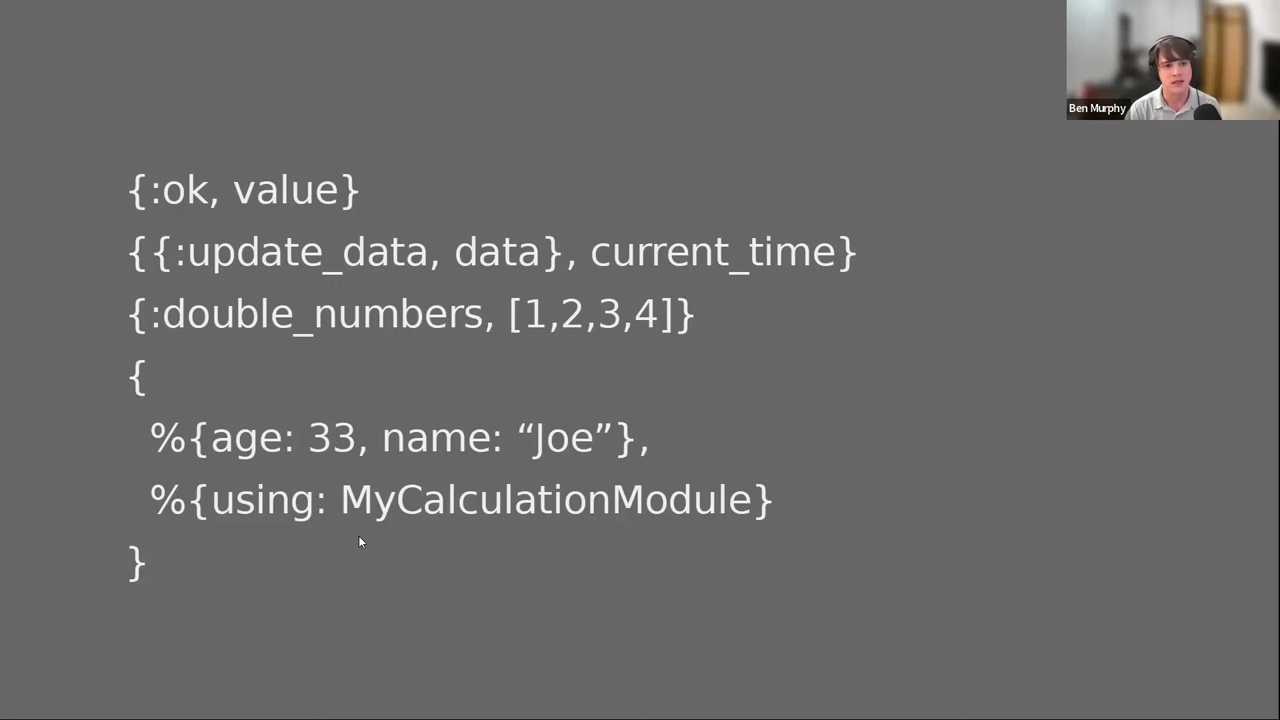 Ben Murphy
{:ok, value}
{{:update_data, data}, current_time}
{:double_numbers, [1,2,3,4]}
{
%{age: 33, name: “Joe”},
%{using: MyCalculationModule}
}